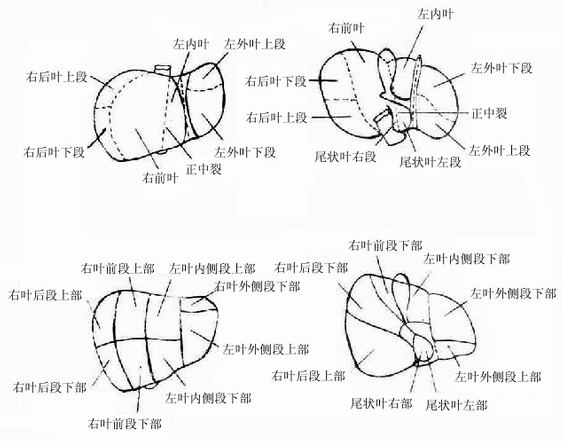 左内叶
左外叶上段
右后叶上段
右后叶下段
右前叶
正中裂
左外叶下段
左内叶
右前叶
右后叶下段
左外叶下段
右后叶上段
正中裂
尾状叶右段
尾状叶左段
左外叶上段
右叶前段上部
左叶内侧段上部
右叶后段上部
右叶外侧段下部
左叶外侧段上部
右叶后段下部
左叶内侧段下部
右叶前段下部
右叶前段下部
左叶内侧段下部
右叶后段下部
左叶外侧段下部
右叶后段上部
左叶外侧段上部
尾状叶右部
尾状叶左部